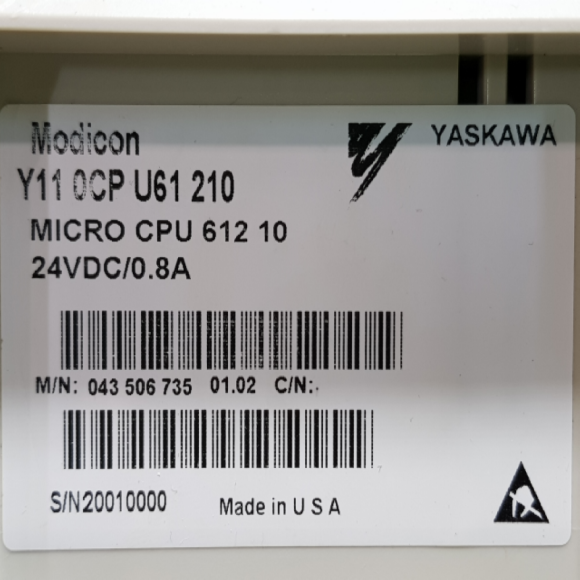 Modicon
YASKAWA
Y11 0CP U61 210
MICRO CPU 612 10
24VDC/0.8A
M/N: 043 506 735 01.02 C/N:.
S/N20010000
Made in U S A